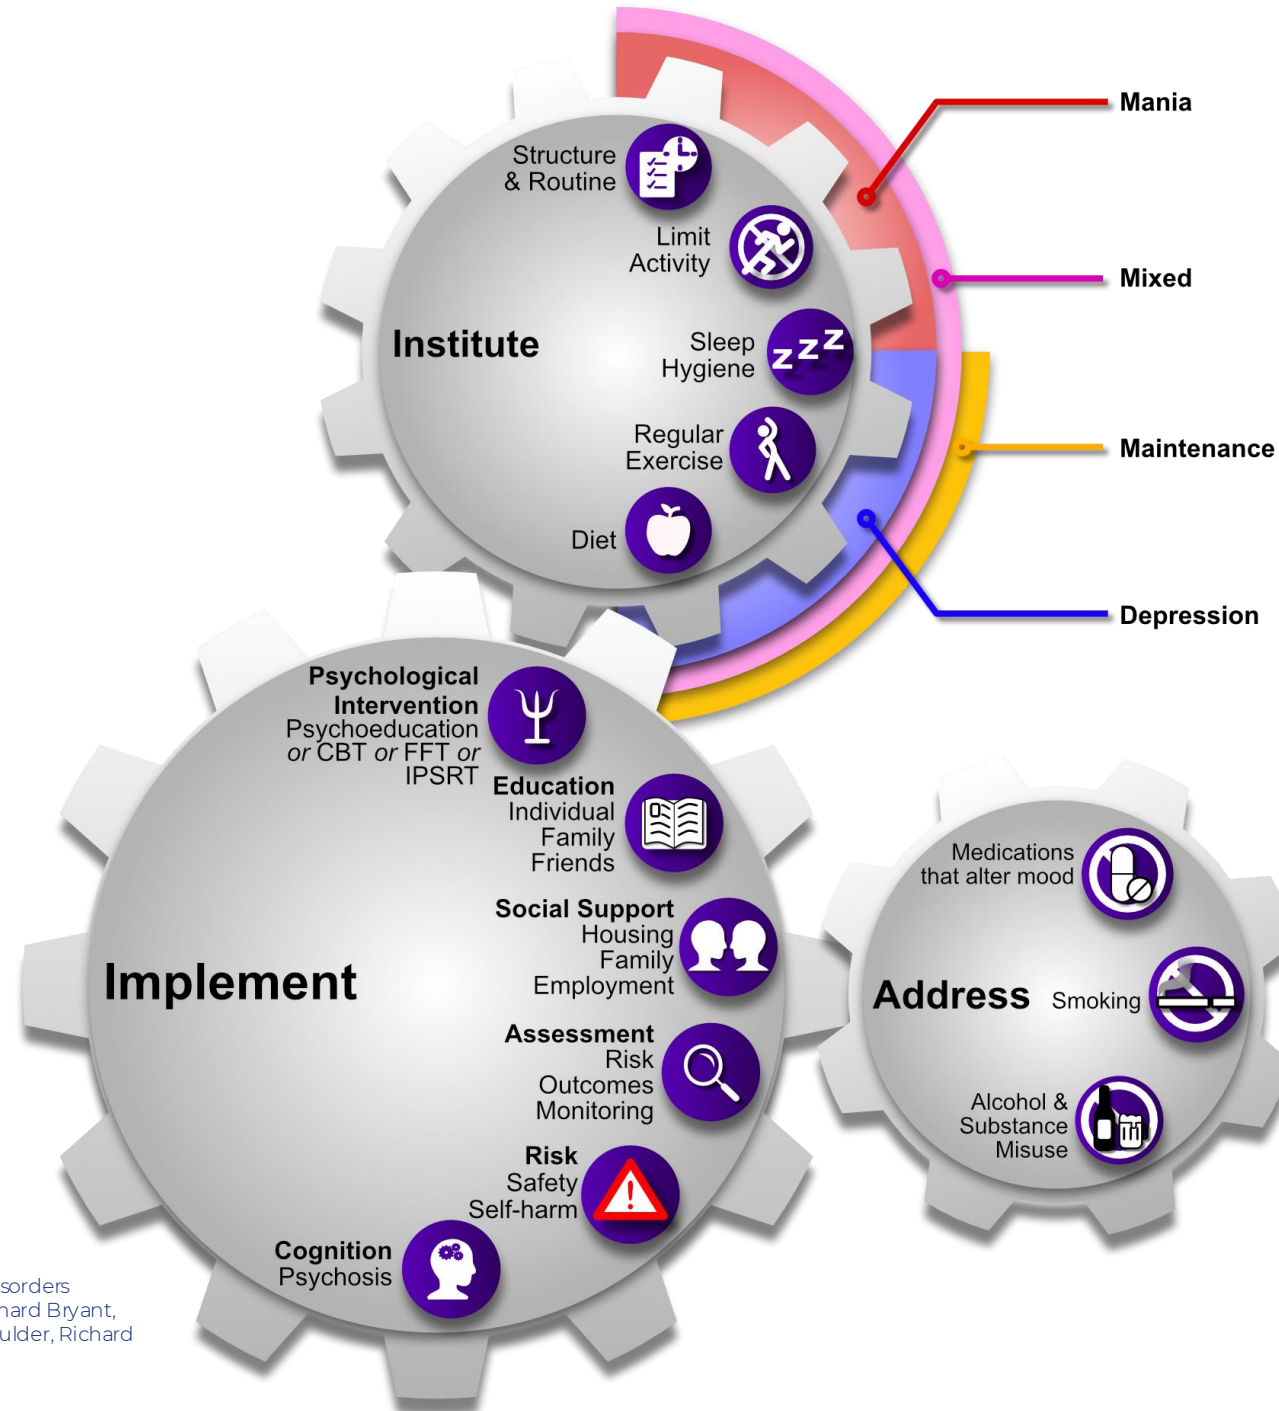 Mania
Structure
& Routine
Limit
Activity
Mixed
Institute
Sleep
Hygiene
zzz
Regular
Exercise
Maintenance
Diet
Depression
Psychological
Intervention
Psychoeducation
or CBT or FFT or
IPSRT
Education
Individual
Family
Friends
Social Support
Housing
Family
Employment
Implement
Assessment
Risk
Outcomes
Monitoring
Risk
Safety
Self-harm
Cognition
Psychosis
Medications
that alter mood
Address
Smoking
Alcohol &
Substance
Misuse
sorders
hard Bryant,
ulder, Richard